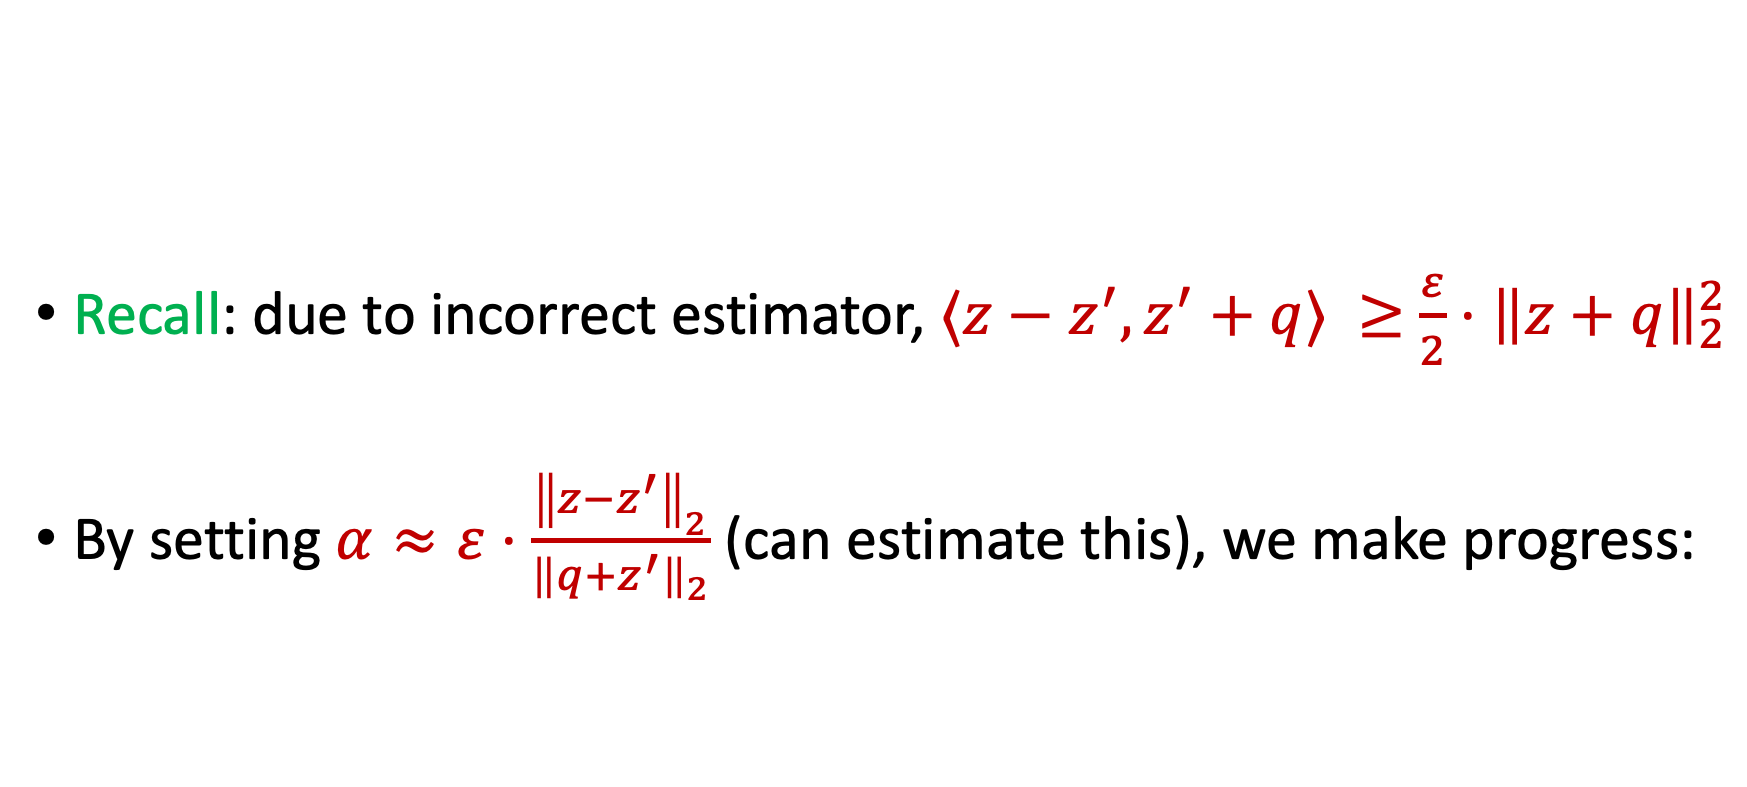 • Recall: due to incorrect estimator, ⟨z − z′, z′ + q⟩ ≥ ε/2 · ‖z + q‖₂²
• By setting α ≈ ε · ‖z−z′‖₂ / ‖q+z′‖₂ (can estimate this), we make progress: